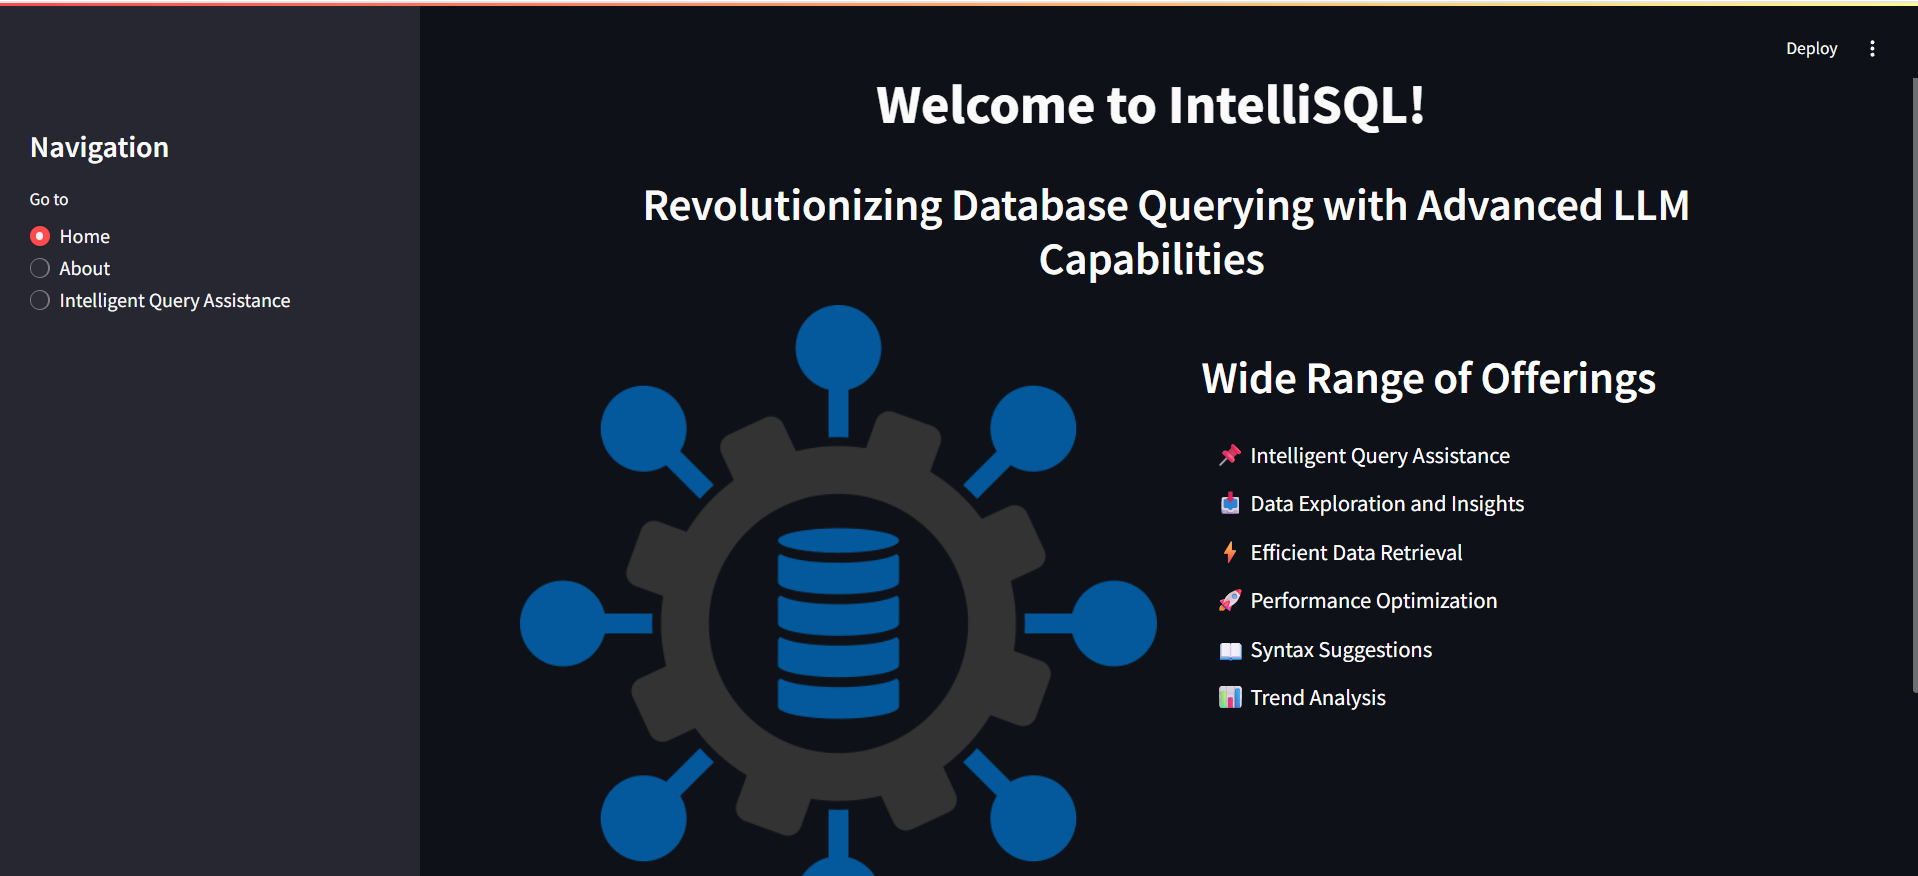 Deploy
Navigation
Go to
Home
About
Intelligent Query Assistance
Welcome to IntelliSQL!
Revolutionizing Database Querying with Advanced LLM
Capabilities
Wide Range of Offerings
Intelligent Query Assistance
Data Exploration and Insights
Efficient Data Retrieval
Performance Optimization
Syntax Suggestions
Trend Analysis